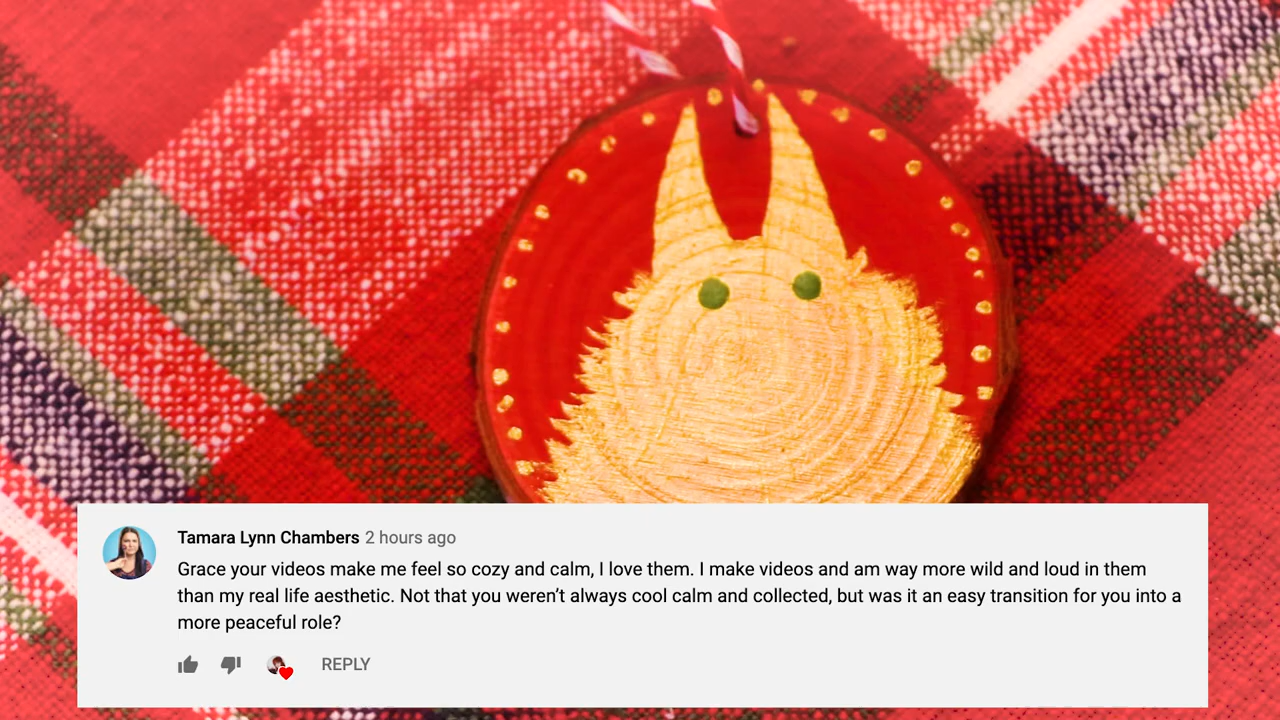 Tamara Lynn Chambers 2 hours ago
Grace your videos make me feel so cozy and calm, I love them. I make videos and am way more wild and loud in them
than my real life aesthetic. Not that you weren’t always cool calm and collected, but was it an easy transition for you into a
more peaceful role?
REPLY